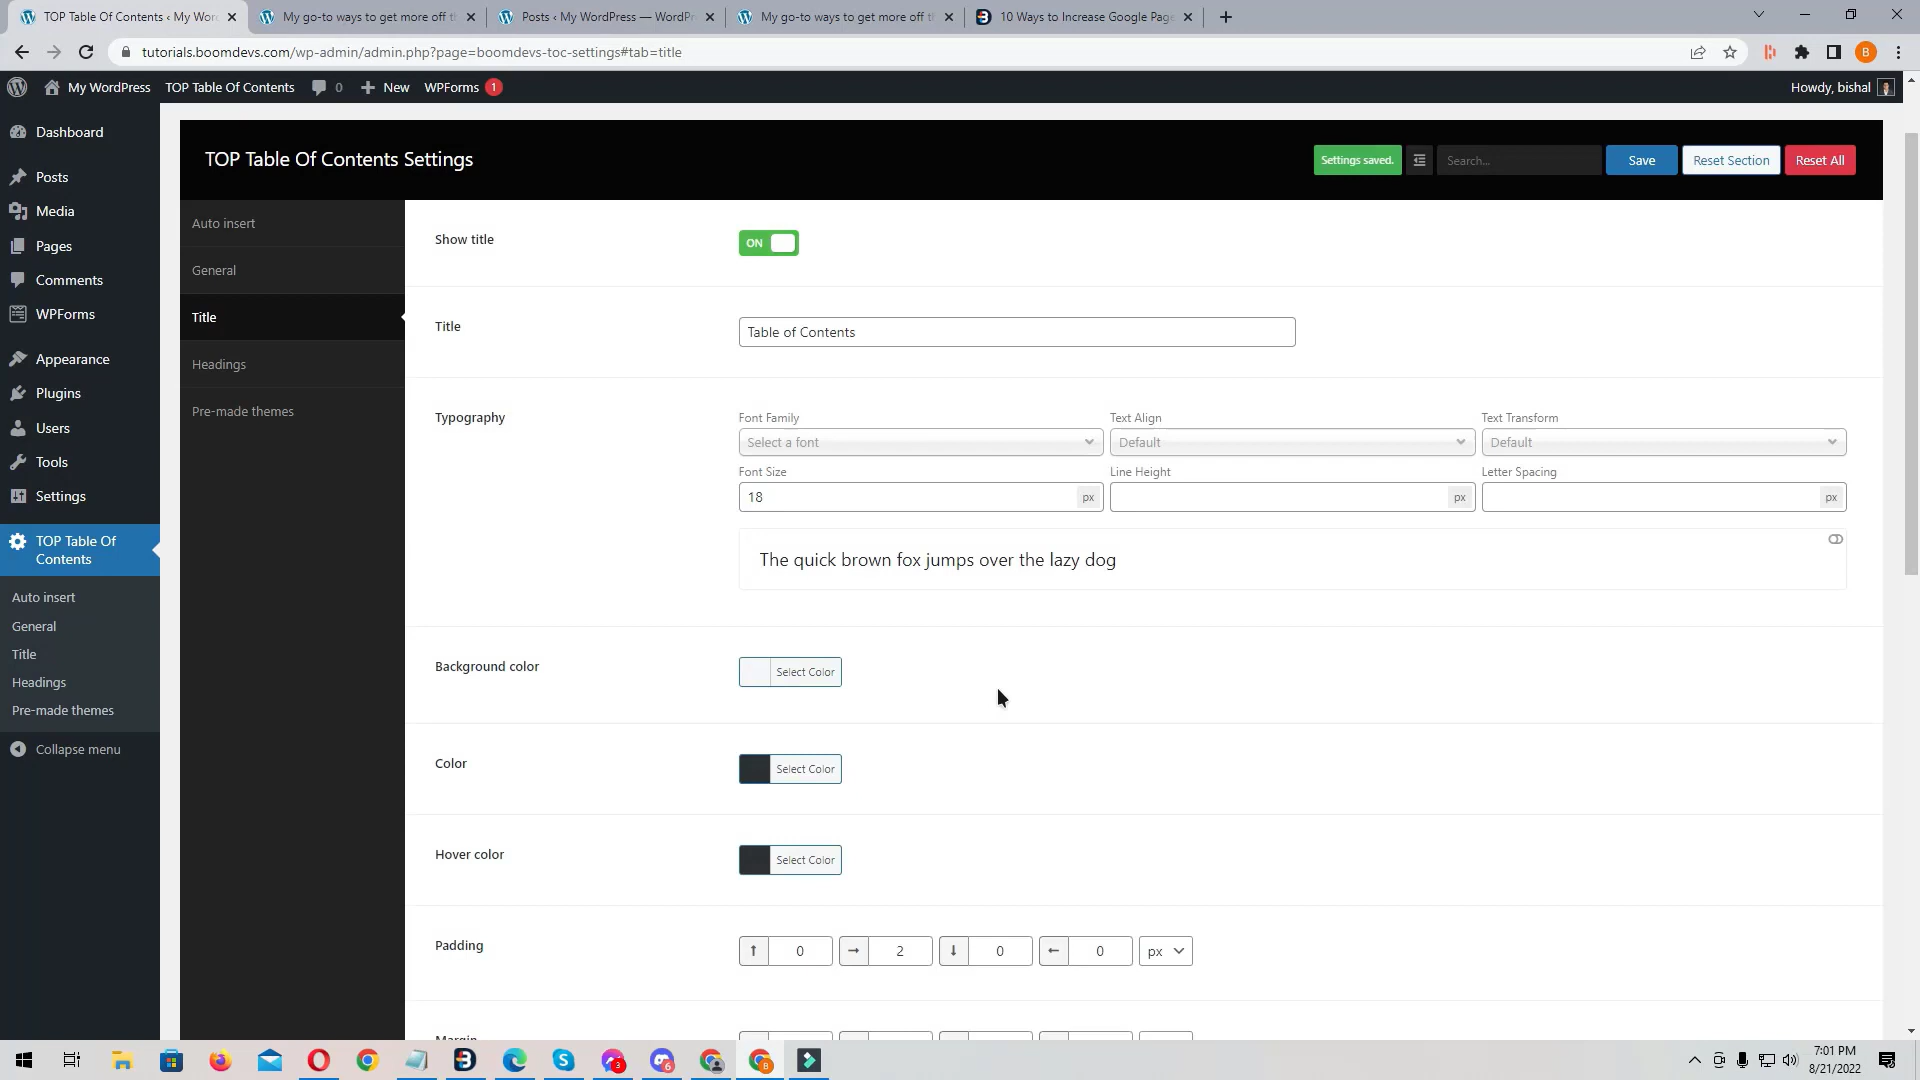 TOP Table Of Contents ‹ My Wor
My go-to ways to get more off t
Posts ‹ My WordPress — WordPr
My go-to ways to get more off t
10 Ways to Increase Google Page
tutorials.boomdevs.com/wp-admin/admin.php?page=boomdevs-toc-settings#tab=title
B
My WordPress
TOP Table Of Contents
0
New
WPForms
1
Howdy, bishal
Dashboard
Posts
Media
Pages
Comments
WPForms
Appearance
Plugins
Users
Tools
Settings
TOP Table Of
Contents
Auto insert
General
Title
Headings
Pre-made themes
Collapse menu
TOP Table Of Contents Settings
Settings saved.
Search...
Save
Reset Section
Reset All
Auto insert
General
Title
Headings
Pre-made themes
Show title
ON
Title
Table of Contents
Typography
Font Family
Text Align
Text Transform
Select a font
Default
Default
Font Size
Line Height
Letter Spacing
18
px
px
px
The quick brown fox jumps over the lazy dog
Background color
Select Color
Color
Select Color
Hover color
Select Color
Padding
0
2
0
0
px
Margin
3
6
B
7:01 PM
8/21/2022